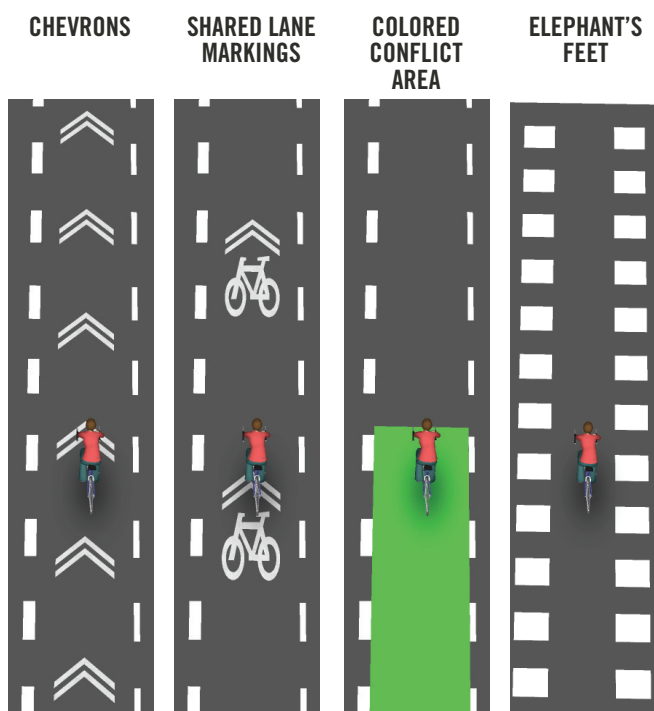 CHEVRONS
SHARED LANE
MARKINGS
COLORED
CONFLICT
AREA
ELEPHANT'S
FEET